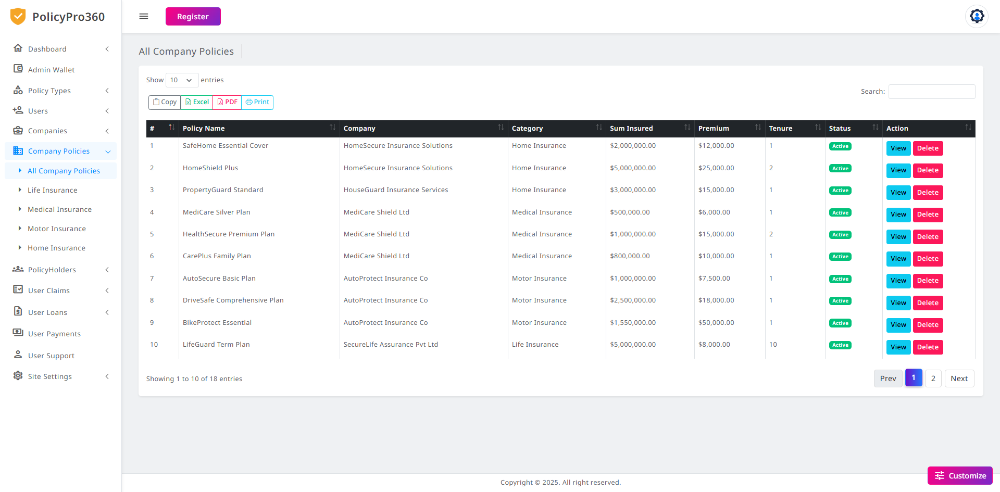 PolicyPro360
Register
Dashboard
Admin Wallet
Policy Types
Users
Companies
Company Policies
All Company Policies
Life Insurance
Medical Insurance
Motor Insurance
Home Insurance
PolicyHolders
User Claims
User Loans
User Payments
User Support
Site Settings
All Company Policies
Show 10 entries
Search:
Copy Excel PDF Print
# Policy Name Company Category Sum Insured Premium Tenure Status Action
1 SafeHome Essential Cover HomeSecure Insurance Solutions Home Insurance $2,000,000.00 $12,000.00 1 Active View Delete
2 HomeShield Plus HomeSecure Insurance Solutions Home Insurance $5,000,000.00 $25,000.00 2 Active View Delete
3 PropertyGuard Standard HouseGuard Insurance Services Home Insurance $3,000,000.00 $15,000.00 1 Active View Delete
4 MediCare Silver Plan MediCare Shield Ltd Medical Insurance $500,000.00 $6,000.00 1 Active View Delete
5 HealthSecure Premium Plan MediCare Shield Ltd Medical Insurance $1,000,000.00 $15,000.00 2 Active View Delete
6 CarePlus Family Plan MediCare Shield Ltd Medical Insurance $800,000.00 $10,000.00 1 Active View Delete
7 AutoSecure Basic Plan AutoProtect Insurance Co Motor Insurance $1,000,000.00 $7,500.00 1 Active View Delete
8 DriveSafe Comprehensive Plan AutoProtect Insurance Co Motor Insurance $2,500,000.00 $18,000.00 1 Active View Delete
9 BikeProtect Essential AutoProtect Insurance Co Motor Insurance $1,550,000.00 $50,000.00 1 Active View Delete
10 LifeGuard Term Plan SecureLife Assurance Pvt Ltd Life Insurance $5,000,000.00 $8,000.00 10 Active View Delete
Showing 1 to 10 of 18 entries
Prev 1 2 Next
Customize
Copyright © 2025. All right reserved.